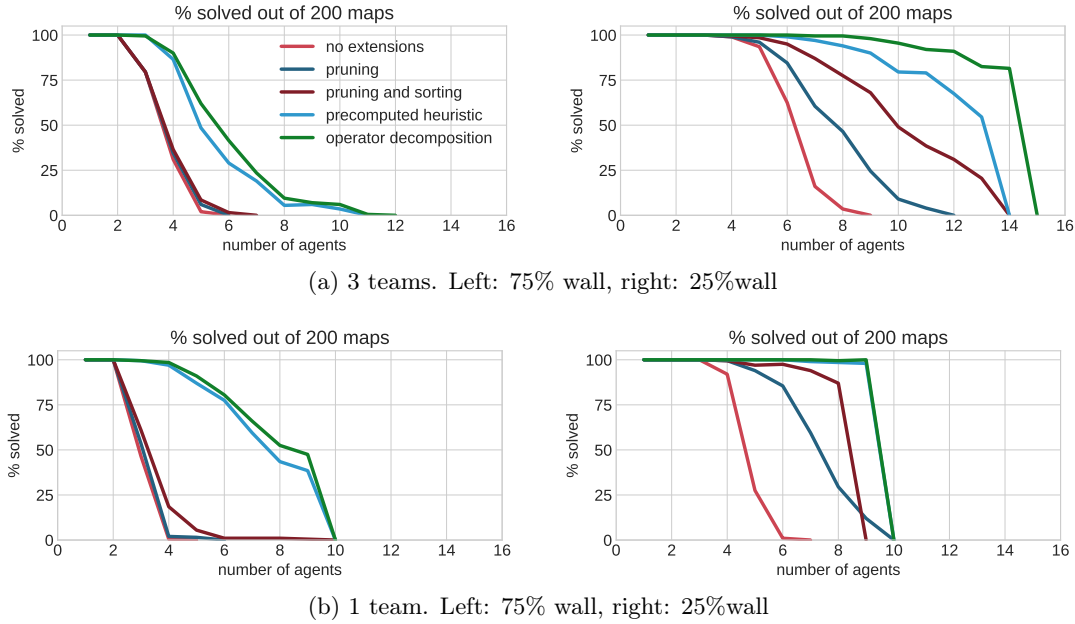 % solved out of 200 maps
% solved
100
75
50
25
0
0 2 4 6 8 10 12 14 16
number of agents
no extensions
pruning
pruning and sorting
precomputed heuristic
operator decomposition
% solved out of 200 maps
% solved
100
75
50
25
0
0 2 4 6 8 10 12 14 16
number of agents
(a) 3 teams. Left: 75% wall, right: 25%wall
% solved out of 200 maps
% solved
100
75
50
25
0
0 2 4 6 8 10 12 14 16
number of agents
% solved out of 200 maps
% solved
100
75
50
25
0
0 2 4 6 8 10 12 14 16
number of agents
(b) 1 team. Left: 75% wall, right: 25%wall